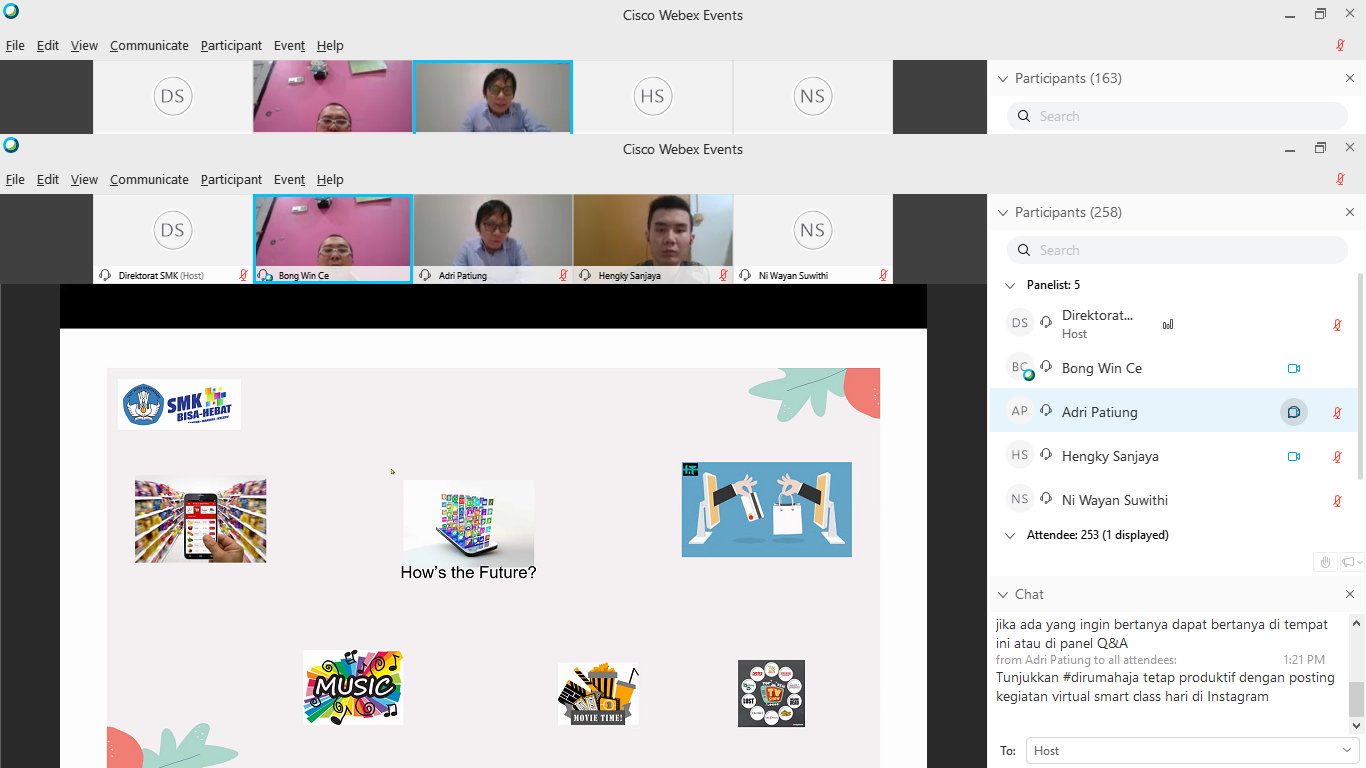 Cisco Webex Events
File Edit View Communicate Participant Event Help
DS
HS
NS
Participants (163)
Search
Cisco Webex Events
File Edit View Communicate Participant Event Help
DS
NS
Direktorat SMK (Host)
Bong Win Ce
Adri Patiung
Hengky Sanjaya
Ni Wayan Suwithi
Participants (258)
Search
Panelist: 5
DS Direktorat...
Host
BC Bong Win Ce
AP Adri Patiung
HS Hengky Sanjaya
NS Ni Wayan Suwithi
Attendee: 253 (1 displayed)
SMK
BISA-HEBAT
How's the Future?
MUSIC
MOVIE TIME!
TV
LOST
Chat
jika ada yang ingin bertanya dapat bertanya di tempat
ini atau di panel Q&A
from Adri Patiung to all attendees: 1:21 PM
Tunjukkan #dirumahaja tetap produktif dengan posting
kegiatan virtual smart class hari di Instagram
To: Host